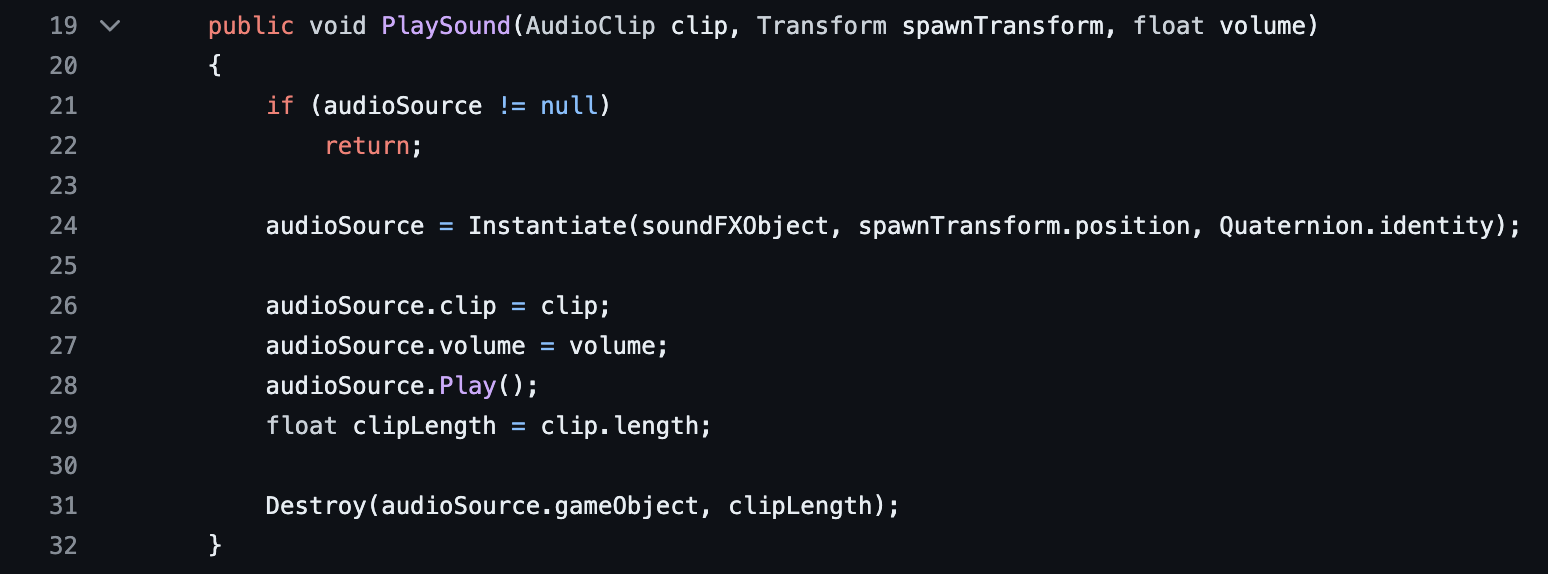 19 public void PlaySound(AudioClip clip, Transform spawnTransform, float volume)
20 {
21 if (audioSource != null)
22 return;
23
24 audioSource = Instantiate(soundFXObject, spawnTransform.position, Quaternion.identity);
25
26 audioSource.clip = clip;
27 audioSource.volume = volume;
28 audioSource.Play();
29 float clipLength = clip.length;
30
31 Destroy(audioSource.gameObject, clipLength);
32 }